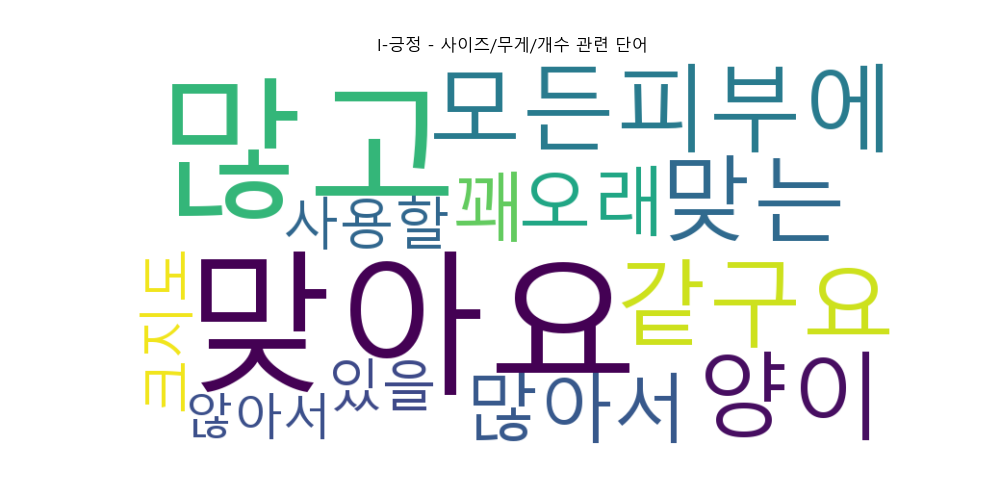 I-긍정 - 사이즈/무게/개수 관련 단어
많고
모든피부에
사용할
꽤
오래
맞는
크지도
맞아요
같구요
않아서
있을
많아서
양이